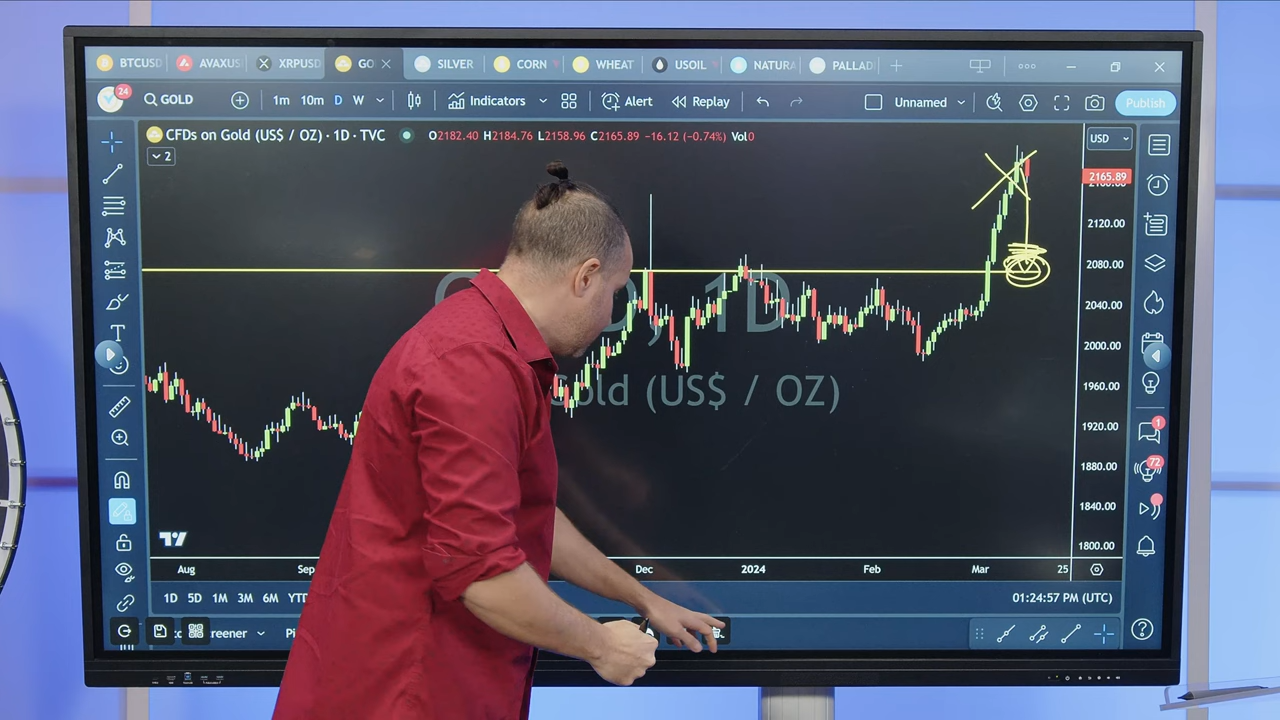 BTCUSD AVAXUS XRPUSD GO SILVER CORN WHEAT USOIL NATURA PALLAD
24 GOLD 1m 10m D W Indicators Alert Replay Unnamed Publish
CFDs on Gold (US$ / OZ) · 1D · TVC O2182.40 H2184.76 L2158.96 C2165.89 −16.12 (−0.74%) Vol0 USD
2
2165.89
2120.00
2080.00
2040.00
2000.00
1960.00
1920.00
1880.00
1840.00
1800.00
D, 1D
Gold (US$ / OZ)
1
72
Aug Sep Dec 2024 Feb Mar 25
1D 5D 1M 3M 6M YTD 01:24:57 PM (UTC)
reener